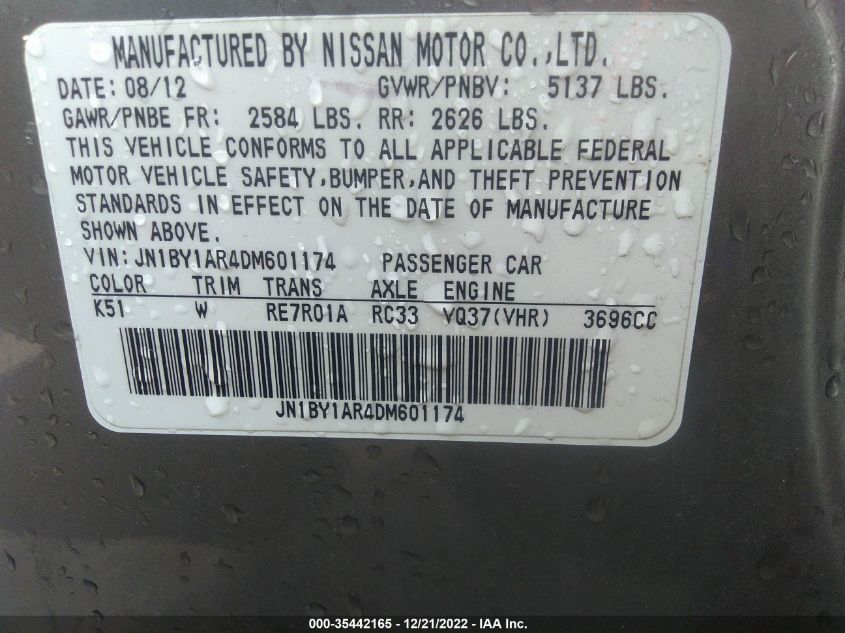 MANUFACTURED BY NISSAN MOTOR CO.,LTD.
DATE: 08/12 GVWR/PNBV: 5137 LBS.
GAWR/PNBE FR: 2584 LBS. RR: 2626 LBS.
THIS VEHICLE CONFORMS TO ALL APPLICABLE FEDERAL
MOTOR VEHICLE SAFETY,BUMPER,AND THEFT PREVENTION
STANDARDS IN EFFECT ON THE DATE OF MANUFACTURE
SHOWN ABOVE.
VIN: JN1BY1AR4DM601174 PASSENGER CAR
COLOR TRIM TRANS AXLE ENGINE
K51 W RE7R01A RC33 VQ37(VHR) 3696CC
JN1BY1AR4DM601174
000-35442165 - 12/21/2022 - IAA Inc.